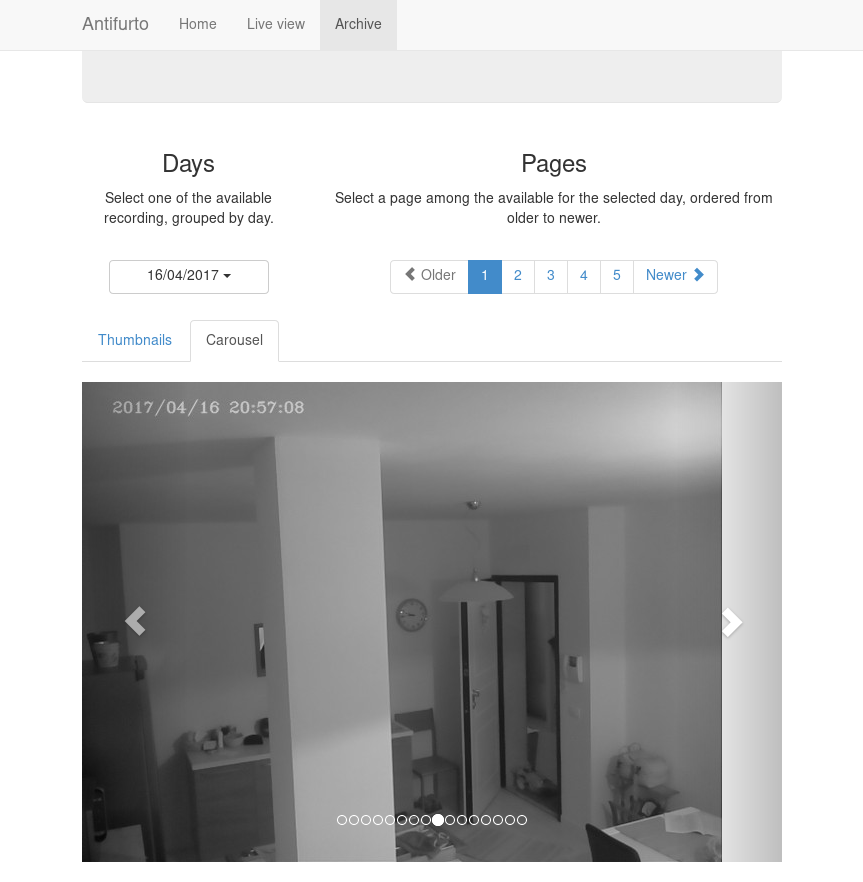 Antifurto Home Live view Archive
Days
Select one of the available
recording, grouped by day.
Pages
Select a page among the available for the selected day, ordered from
older to newer.
16/04/2017
Older 1 2 3 4 5 Newer
Thumbnails Carousel
2017/04/16 20:57:08